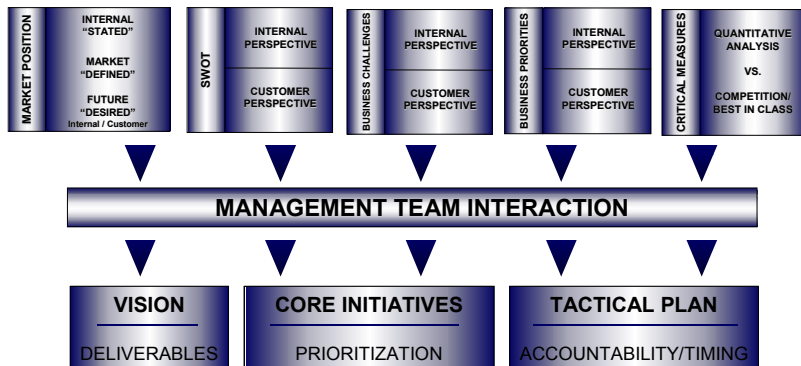 MARKET POSITION
INTERNAL
“STATED”
MARKET
“DEFINED”
FUTURE
“DESIRED”
Internal / Customer
SWOT
INTERNAL
PERSPECTIVE
CUSTOMER
PERSPECTIVE
BUSINESS CHALLENGES
INTERNAL
PERSPECTIVE
CUSTOMER
PERSPECTIVE
BUSINESS PRIORITIES
INTERNAL
PERSPECTIVE
CUSTOMER
PERSPECTIVE
CRITICAL MEASURES
QUANTITATIVE
ANALYSIS
VS.
COMPETITION/
BEST IN CLASS
MANAGEMENT TEAM INTERACTION
VISION
DELIVERABLES
CORE INITIATIVES
PRIORITIZATION
TACTICAL PLAN
ACCOUNTABILITY/TIMING